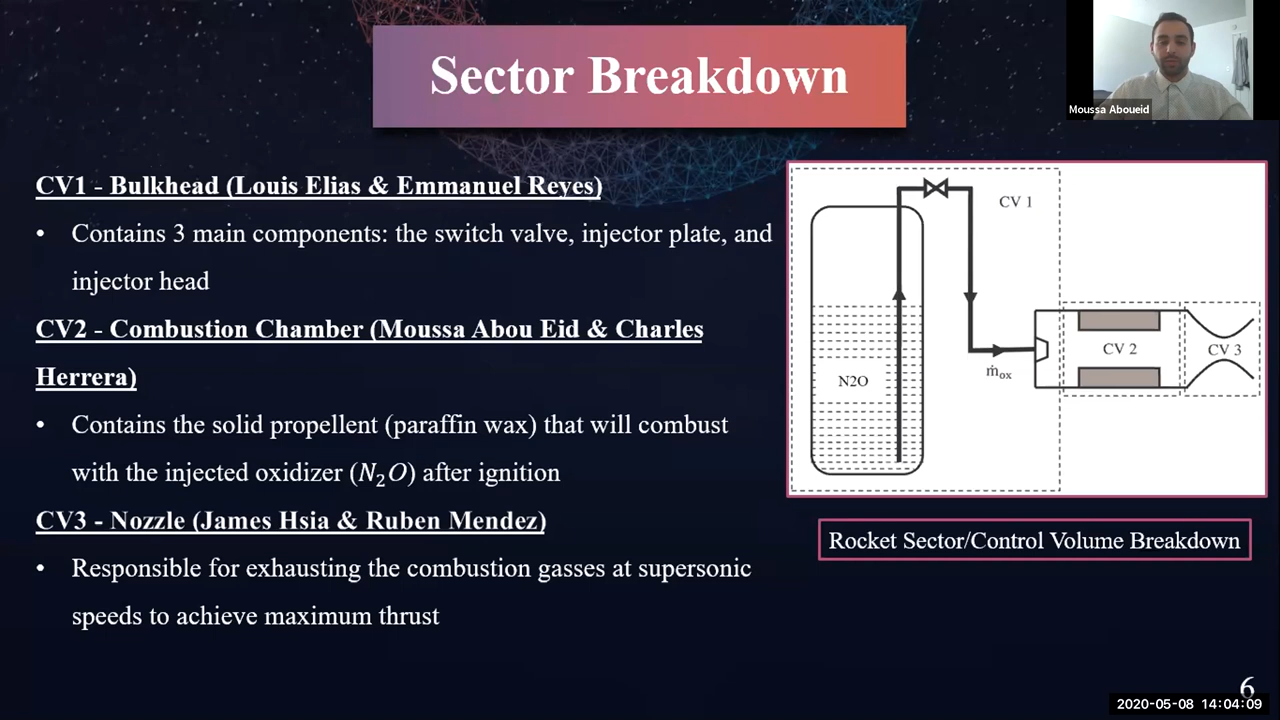 Sector Breakdown
Moussa Aboueid
CV1 - Bulkhead (Louis Elias & Emmanuel Reyes)
• Contains 3 main components: the switch valve, injector plate, and
injector head
CV2 - Combustion Chamber (Moussa Abou Eid & Charles
Herrera)
• Contains the solid propellent (paraffin wax) that will combust
with the injected oxidizer (N₂O) after ignition
CV3 - Nozzle (James Hsia & Ruben Mendez)
• Responsible for exhausting the combustion gasses at supersonic
speeds to achieve maximum thrust
CV 1
CV 2
CV 3
N2O
ṁox
Rocket Sector/Control Volume Breakdown
6
2020-05-08 14:04:09